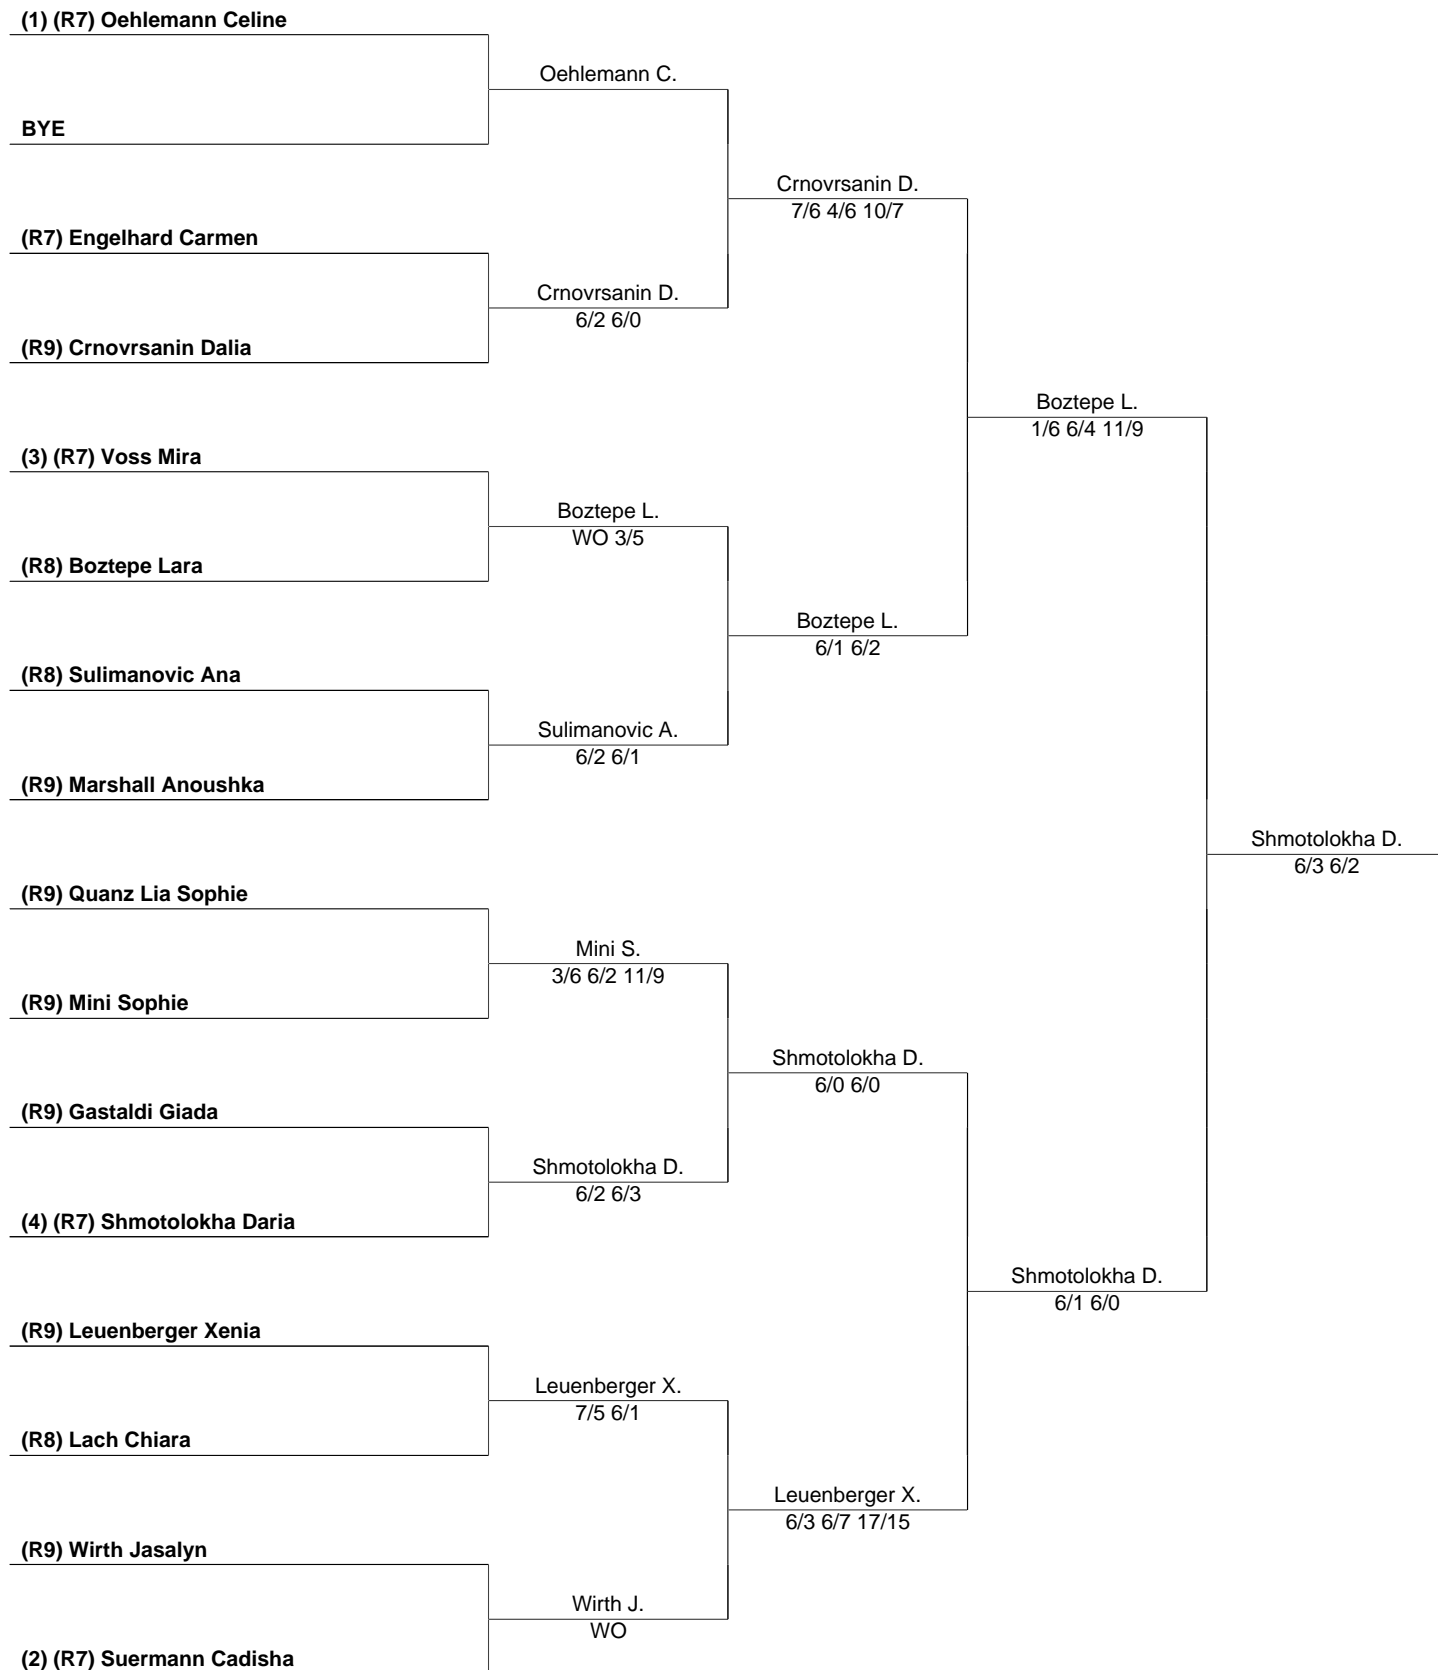 (1) (R7) Oehlemann Celine
Oehlemann C.
BYE
Crnovrsanin D.
7/6 4/6 10/7
(R7) Engelhard Carmen
Crnovrsanin D.
6/2 6/0
(R9) Crnovrsanin Dalia
Boztepe L.
1/6 6/4 11/9
(3) (R7) Voss Mira
Boztepe L.
WO 3/5
(R8) Boztepe Lara
Boztepe L.
6/1 6/2
(R8) Sulimanovic Ana
Sulimanovic A.
6/2 6/1
(R9) Marshall Anoushka
Shmotolokha D.
6/3 6/2
(R9) Quanz Lia Sophie
Mini S.
3/6 6/2 11/9
(R9) Mini Sophie
Shmotolokha D.
6/0 6/0
(R9) Gastaldi Giada
Shmotolokha D.
6/2 6/3
(4) (R7) Shmotolokha Daria
Shmotolokha D.
6/1 6/0
(R9) Leuenberger Xenia
Leuenberger X.
7/5 6/1
(R8) Lach Chiara
Leuenberger X.
6/3 6/7 17/15
(R9) Wirth Jasalyn
Wirth J.
WO
(2) (R7) Suermann Cadisha